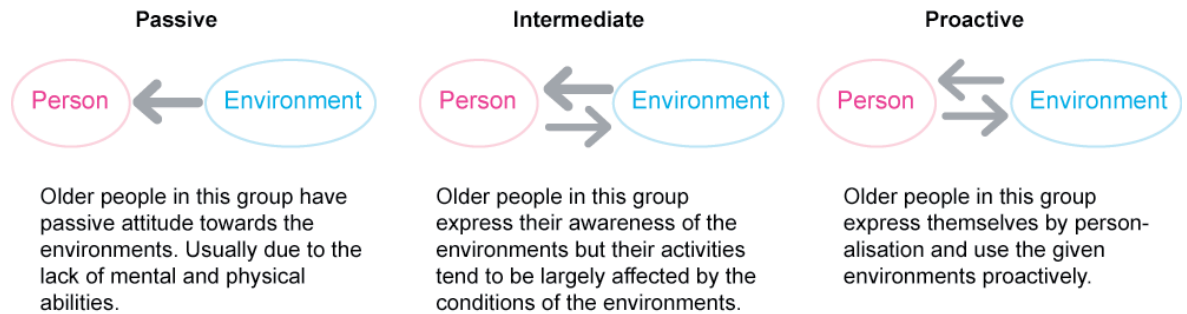 Passive
Person
Environment
Older people in this group have
passive attitude towards the
environments. Usually due to the
lack of mental and physical
abilities.
Intermediate
Person
Environment
Older people in this group
express their awareness of the
environments but their activities
tend to be largely affected by the
conditions of the environments.
Proactive
Person
Environment
Older people in this group
express themselves by person-
alisation and use the given
environments proactively.